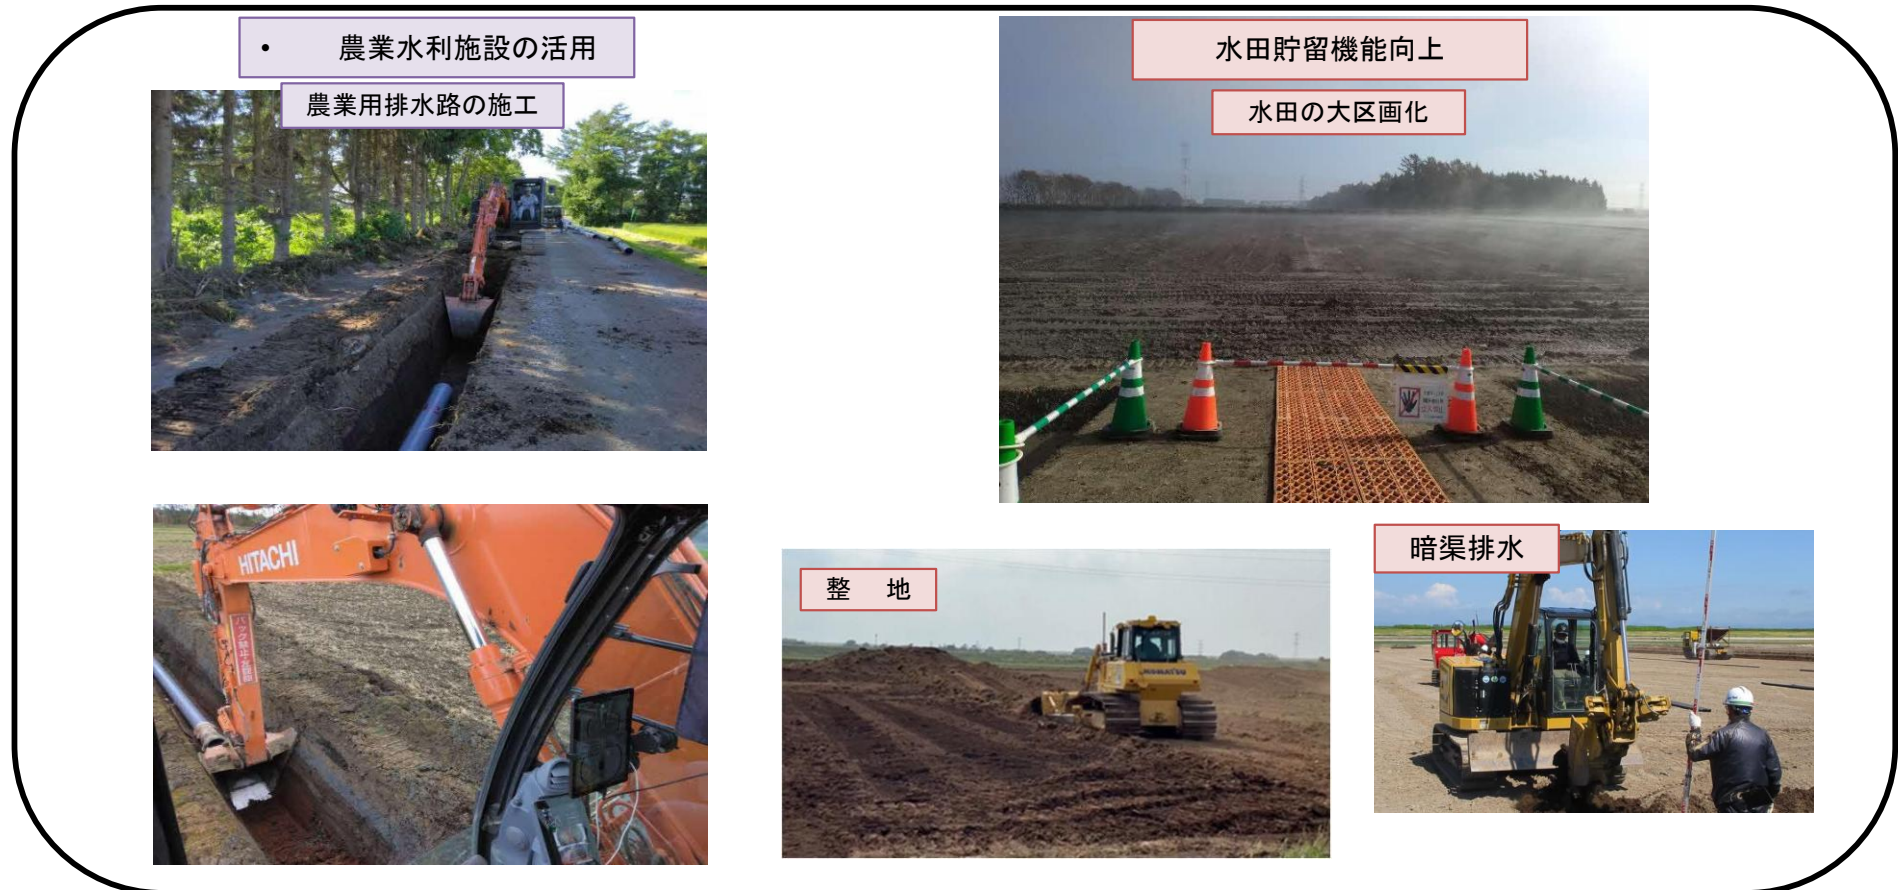 • 農業水利施設の活用
農業用排水路の施工
水田貯留機能向上
水田の大区画化
HITACHI
整 地
KOMATSU
暗渠排水